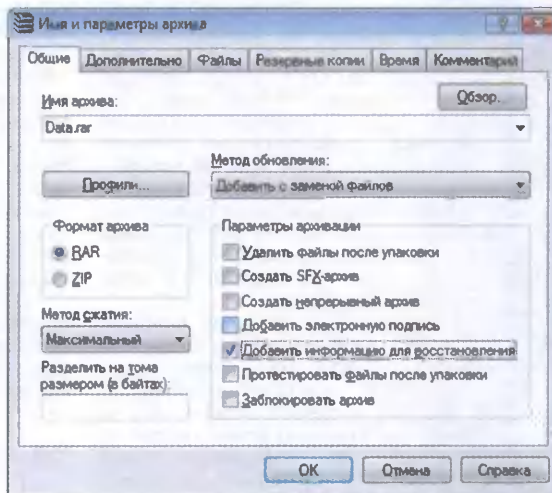 Имя и параметры архива
Общие Дополнительно Файлы Резервные копии Время Комментарий
Имя архива:
Обзор...
Data.rar
Метод обновления:
Профили...
Добавить с заменой файлов
Формат архива
RAR
ZIP
Метод сжатия:
Максимальный
Разделить на тома
размером (в байтах):
Параметры архивации
Удалить файлы после упаковки
Создать SFX-архив
Создать непрерывный архив
Добавить электронную подпись
Добавить информацию для восстановления
Протестировать файлы после упаковки
Заблокировать архив
OK Отмена Справка